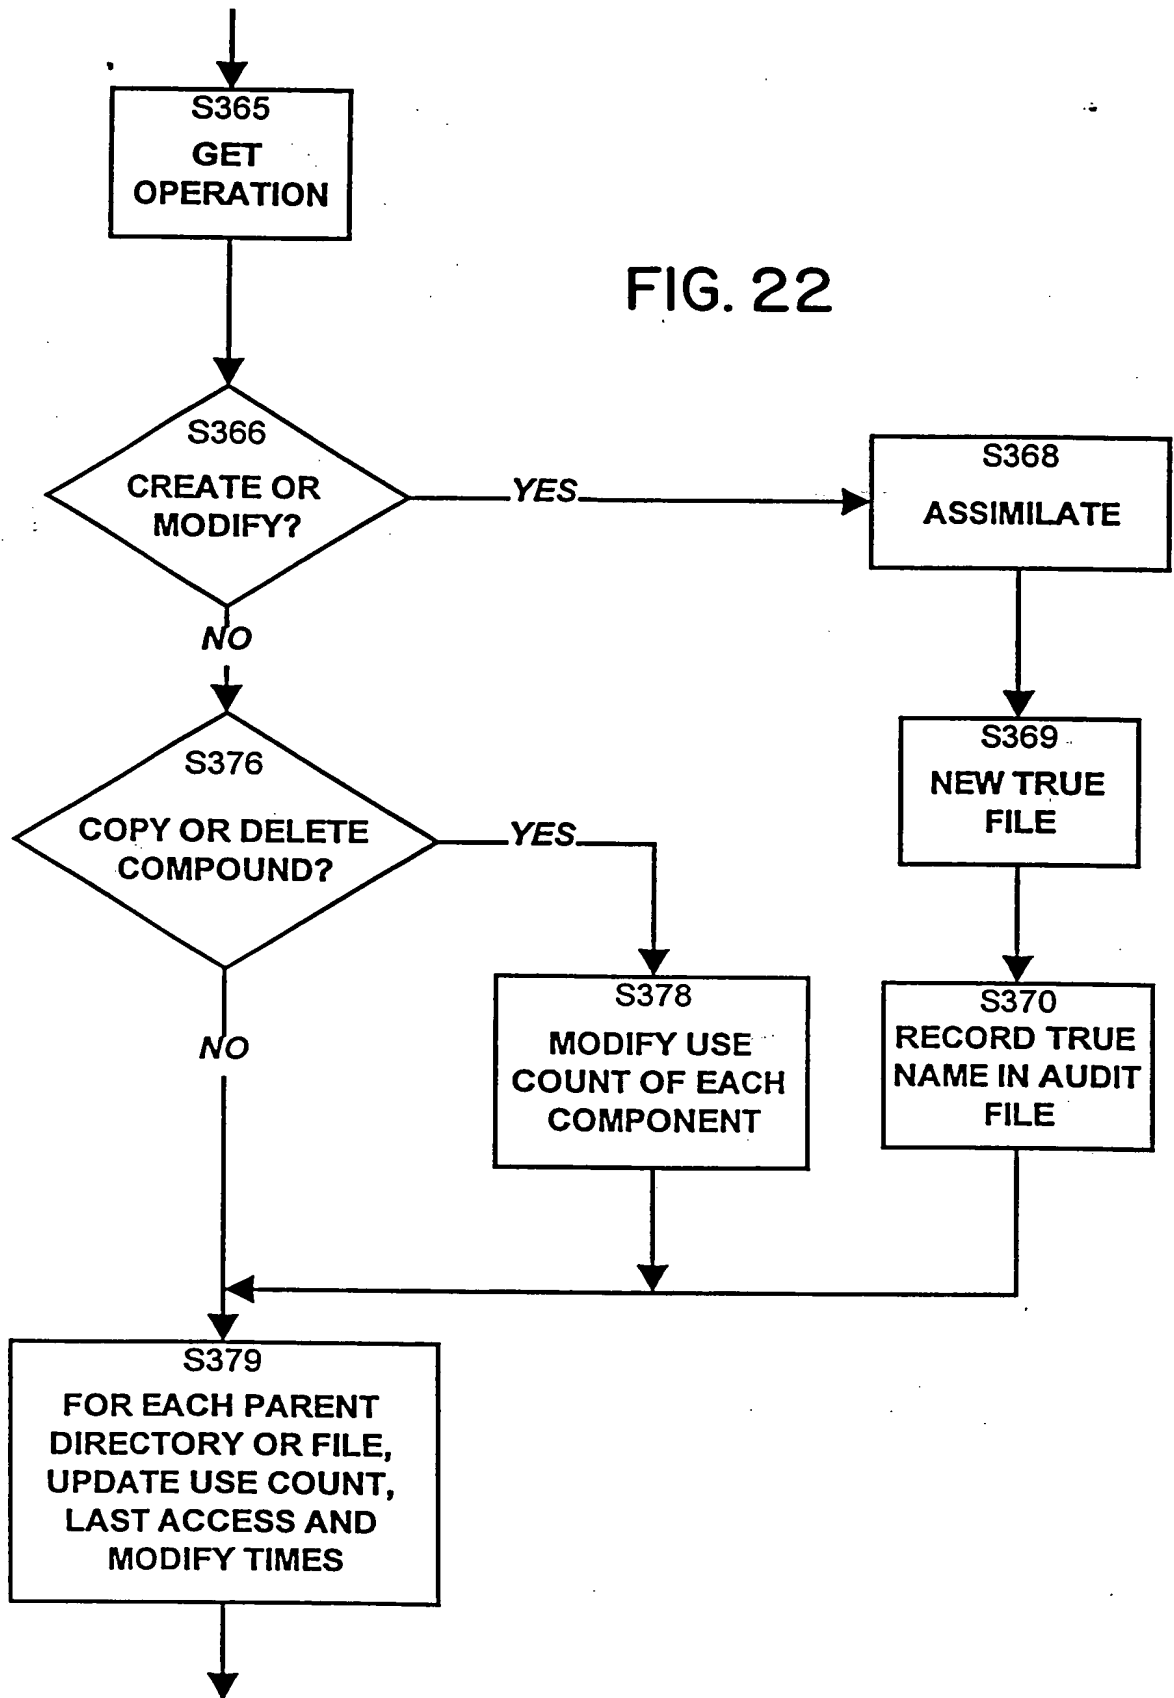 S365
GET
OPERATION
FIG. 22
S366
CREATE OR
MODIFY?
YES
S368
ASSIMILATE
NO
S369
NEW TRUE
FILE
S376
COPY OR DELETE
COMPOUND?
YES
S378
MODIFY USE
COUNT OF EACH
COMPONENT
S370
RECORD TRUE
NAME IN AUDIT
FILE
NO
S379
FOR EACH PARENT
DIRECTORY OR FILE,
UPDATE USE COUNT,
LAST ACCESS AND
MODIFY TIMES